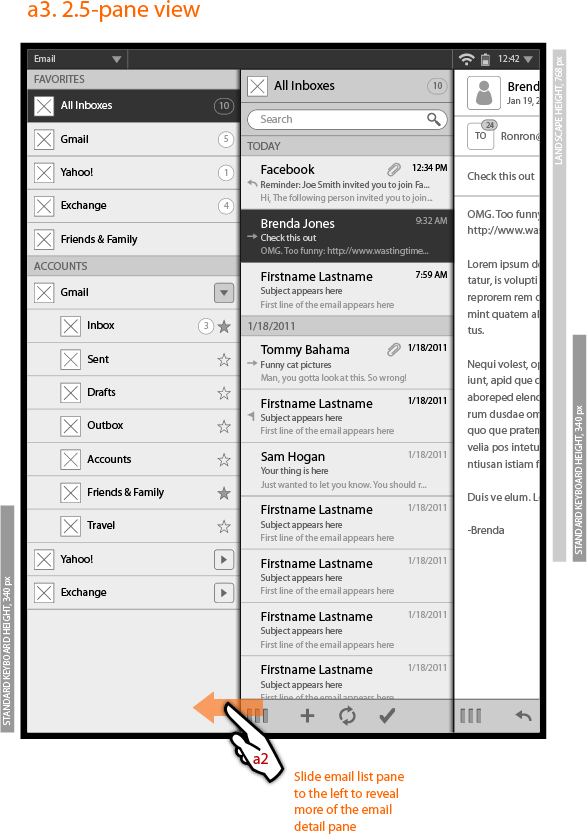 a3. 2.5-pane view
Email
12:42
FAVORITES
All Inboxes 10
Gmail 5
Yahoo! 1
Exchange 4
Friends & Family
ACCOUNTS
Gmail
Inbox 3
Sent
Drafts
Outbox
Accounts
Friends & Family
Travel
Yahoo!
Exchange
All Inboxes 10
Search
TODAY
Facebook 12:34 PM
Reminder: Joe Smith invited you to join Fa...
Hi, The following person invited you to join...
Brenda Jones 9:32 AM
Check this out
OMG. Too funny: http://www.wastingtime...
Firstname Lastname 7:59 AM
Subject appears here
First line of the email appears here
1/18/2011
Tommy Bahama 1/18/2011
Funny cat pictures
Man, you gotta look at this. So wrong!
Firstname Lastname 1/18/2011
Subject appears here
First line of the email appears here
Sam Hogan 1/18/2011
Your thing is here
Just wanted to let you know. You should r...
Firstname Lastname 1/18/2011
Subject appears here
First line of the email appears here
Firstname Lastname 1/18/2011
Subject appears here
First line of the email appears here
Firstname Lastname 1/18/2011
Subject appears here
First line of the email appears here
Firstname Lastname 1/18/2011
Subject appears here
First line of the email appears here
Brend
Jan 19, 2
TO 24 Ronron@
Check this out
OMG. Too funny
http://www.was
Lorem ipsum do
tatur, is volupti
reprorem rem c
mint quatem al
tus.
Nequi volest, op
iunt, apid que c
aboreped elend
rum dusdae om
quo que pratem
velia pos intetu
ntiusan istiam f
Duis ve elum. Lo
-Brenda
LANDSCAPE HEIGHT, 768 px
STANDARD KEYBOARD HEIGHT, 340 px
STANDARD KEYBOARD HEIGHT, 340 px
a2
Slide email list pane
to the left to reveal
more of the email
detail pane